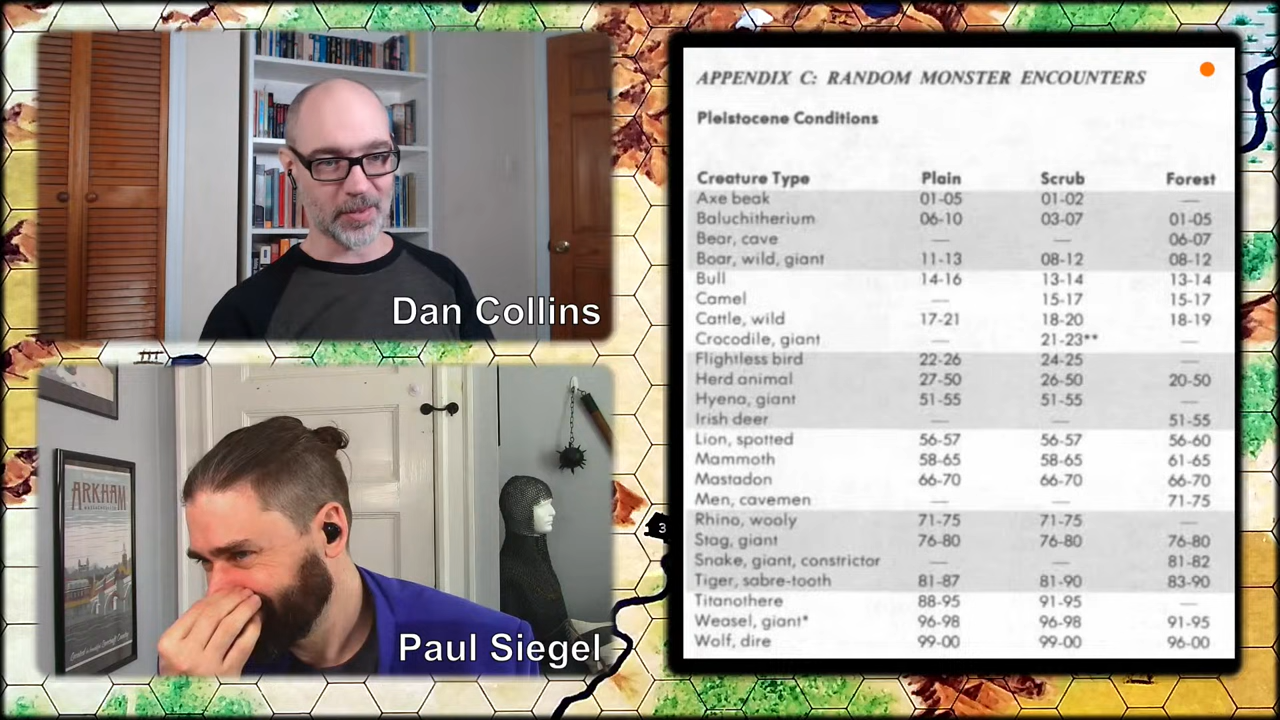 Dan Collins
ARKHAM
Paul Siegel
3
APPENDIX C: RANDOM MONSTER ENCOUNTERS
Pleistocene Conditions
Creature Type Plain Scrub Forest
Axe beak 01-05 01-02 —
Baluchitherium 06-10 03-07 01-05
Bear, cave — — 06-07
Boar, wild, giant 11-13 08-12 08-12
Bull 14-16 13-14 13-14
Camel — 15-17 15-17
Cattle, wild 17-21 18-20 18-19
Crocodile, giant — 21-23** —
Flightless bird 22-26 24-25 —
Herd animal 27-50 26-50 20-50
Hyena, giant 51-55 51-55 —
Irish deer — — 51-55
Lion, spotted 56-57 56-57 56-60
Mammoth 58-65 58-65 61-65
Mastadon 66-70 66-70 66-70
Men, cavemen — — 71-75
Rhino, wooly 71-75 71-75 —
Stag, giant 76-80 76-80 76-80
Snake, giant, constrictor — — 81-82
Tiger, sabre-tooth 81-87 81-90 83-90
Titanothere 88-95 91-95 —
Weasel, giant* 96-98 96-98 91-95
Wolf, dire 99-00 99-00 96-00